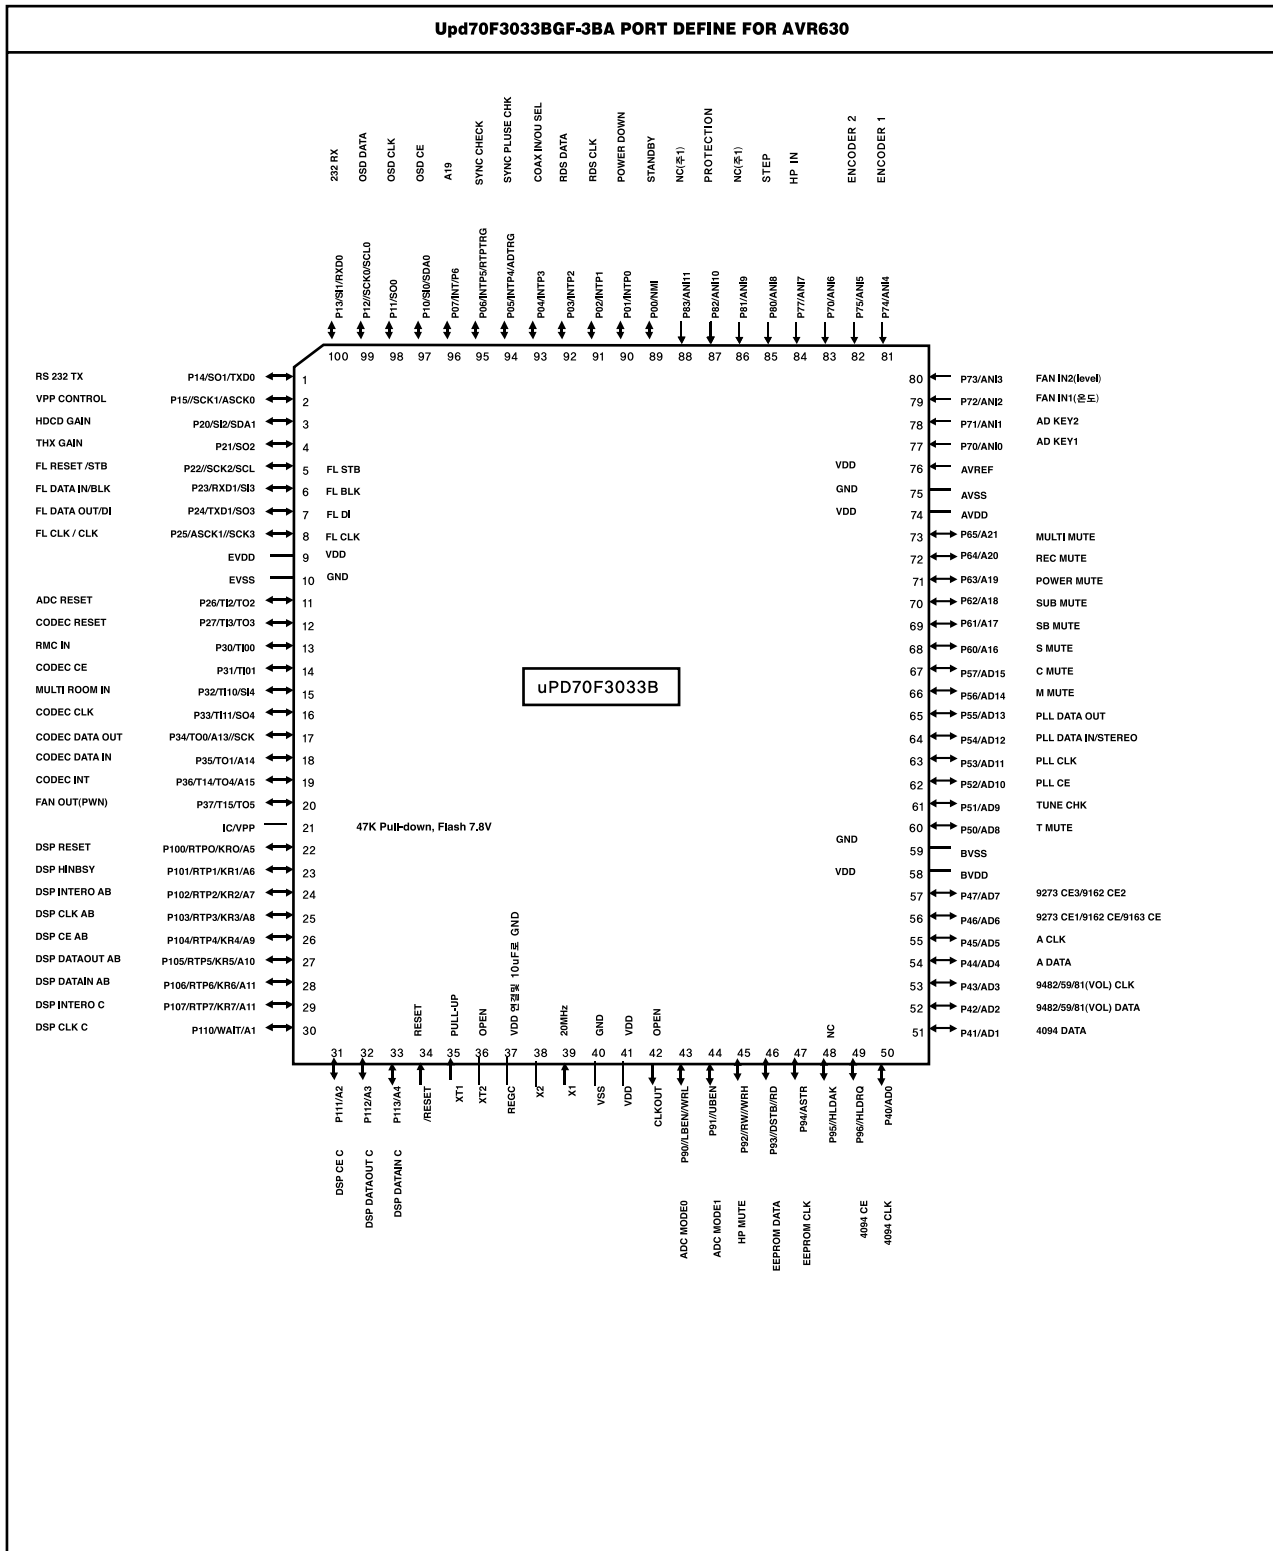 Upd70F3033BGF-3BA PORT DEFINE FOR AVR630
232 RX
OSD DATA
OSD CLK
OSD CE
A19
SYNC CHECK
SYNC PLUSE CHK
COAX IN/OU SEL
RDS DATA
RDS CLK
POWER DOWN
STANDBY
NC(주1)
PROTECTION
NC(주1)
STEP
HP IN
ENCODER 2
ENCODER 1
P13/SI1/RXD0
P12//SCK0/SCL0
P11/SO0
P10/SI0/SDA0
P07/INT/P6
P06/INTP5/RTPTRG
P05/INTP4/ADTRG
P04/INTP3
P03/INTP2
P02/INTP1
P01/INTP0
P00/NMI
P83/ANI11
P82/ANI10
P81/ANI9
P80/ANI8
P77/ANI7
P70/ANI6
P75/ANI5
P74/ANI4
100 99 98 97 96 95 94 93 92 91 90 89 88 87 86 85 84 83 82 81
RS 232 TX P14/SO1/TXD0 1
VPP CONTROL P15//SCK1/ASCK0 2
HDCD GAIN P20/SI2/SDA1 3
THX GAIN P21/SO2 4
FL RESET /STB P22//SCK2/SCL 5 FL STB
FL DATA IN/BLK P23/RXD1/SI3 6 FL BLK
FL DATA OUT/DI P24/TXD1/SO3 7 FL DI
FL CLK / CLK P25/ASCK1//SCK3 8 FL CLK
EVDD 9 VDD
EVSS 10 GND
ADC RESET P26/TI2/TO2 11
CODEC RESET P27/TI3/TO3 12
RMC IN P30/TI00 13
CODEC CE P31/TI01 14
MULTI ROOM IN P32/TI10/SI4 15
CODEC CLK P33/TI11/SO4 16
CODEC DATA OUT P34/TO0/A13//SCK 17
CODEC DATA IN P35/TO1/A14 18
CODEC INT P36/T14/TO4/A15 19
FAN OUT(PWN) P37/T15/TO5 20
IC/VPP 21 47K Pull-down, Flash 7.8V
DSP RESET P100/RTPO/KRO/A5 22
DSP HINBSY P101/RTP1/KR1/A6 23
DSP INTERO AB P102/RTP2/KR2/A7 24
DSP CLK AB P103/RTP3/KR3/A8 25
DSP CE AB P104/RTP4/KR4/A9 26
DSP DATAOUT AB P105/RTP5/KR5/A10 27
DSP DATAIN AB P106/RTP6/KR6/A11 28
DSP INTERO C P107/RTP7/KR7/A11 29
DSP CLK C P110/WAIT/A1 30
uPD70F3033B
80 P73/ANI3 FAN IN2(level)
79 P72/ANI2 FAN IN1(온도)
78 P71/ANI1 AD KEY2
77 P70/ANI0 AD KEY1
VDD 76 AVREF
GND 75 AVSS
VDD 74 AVDD
73 P65/A21 MULTI MUTE
72 P64/A20 REC MUTE
71 P63/A19 POWER MUTE
70 P62/A18 SUB MUTE
69 P61/A17 SB MUTE
68 P60/A16 S MUTE
67 P57/AD15 C MUTE
66 P56/AD14 M MUTE
65 P55/AD13 PLL DATA OUT
64 P54/AD12 PLL DATA IN/STEREO
63 P53/AD11 PLL CLK
62 P52/AD10 PLL CE
61 P51/AD9 TUNE CHK
60 P50/AD8 T MUTE
GND 59 BVSS
VDD 58 BVDD
57 P47/AD7 9273 CE3/9162 CE2
56 P46/AD6 9273 CE1/9162 CE/9163 CE
55 P45/AD5 A CLK
54 P44/AD4 A DATA
53 P43/AD3 9482/59/81(VOL) CLK
52 P42/AD2 9482/59/81(VOL) DATA
51 P41/AD1 4094 DATA
RESET
PULL-UP
OPEN
VDD 연결및 10uF로 GND
20MHz
GND
VDD
OPEN
NC
31 32 33 34 35 36 37 38 39 40 41 42 43 44 45 46 47 48 49 50
P111/A2
P112/A3
P113/A4
/RESET
XT1
XT2
REGC
X2
X1
VSS
VDD
CLKOUT
P90//LBEN//WRL
P91//UBEN
P92//RW//WRH
P93//DSTB//RD
P94/ASTR
P95//HLDAK
P96//HLDRQ
P40/AD0
DSP CE C
DSP DATAOUT C
DSP DATAIN C
ADC MODE0
ADC MODE1
HP MUTE
EEPROM DATA
EEPROM CLK
4094 CE
4094 CLK